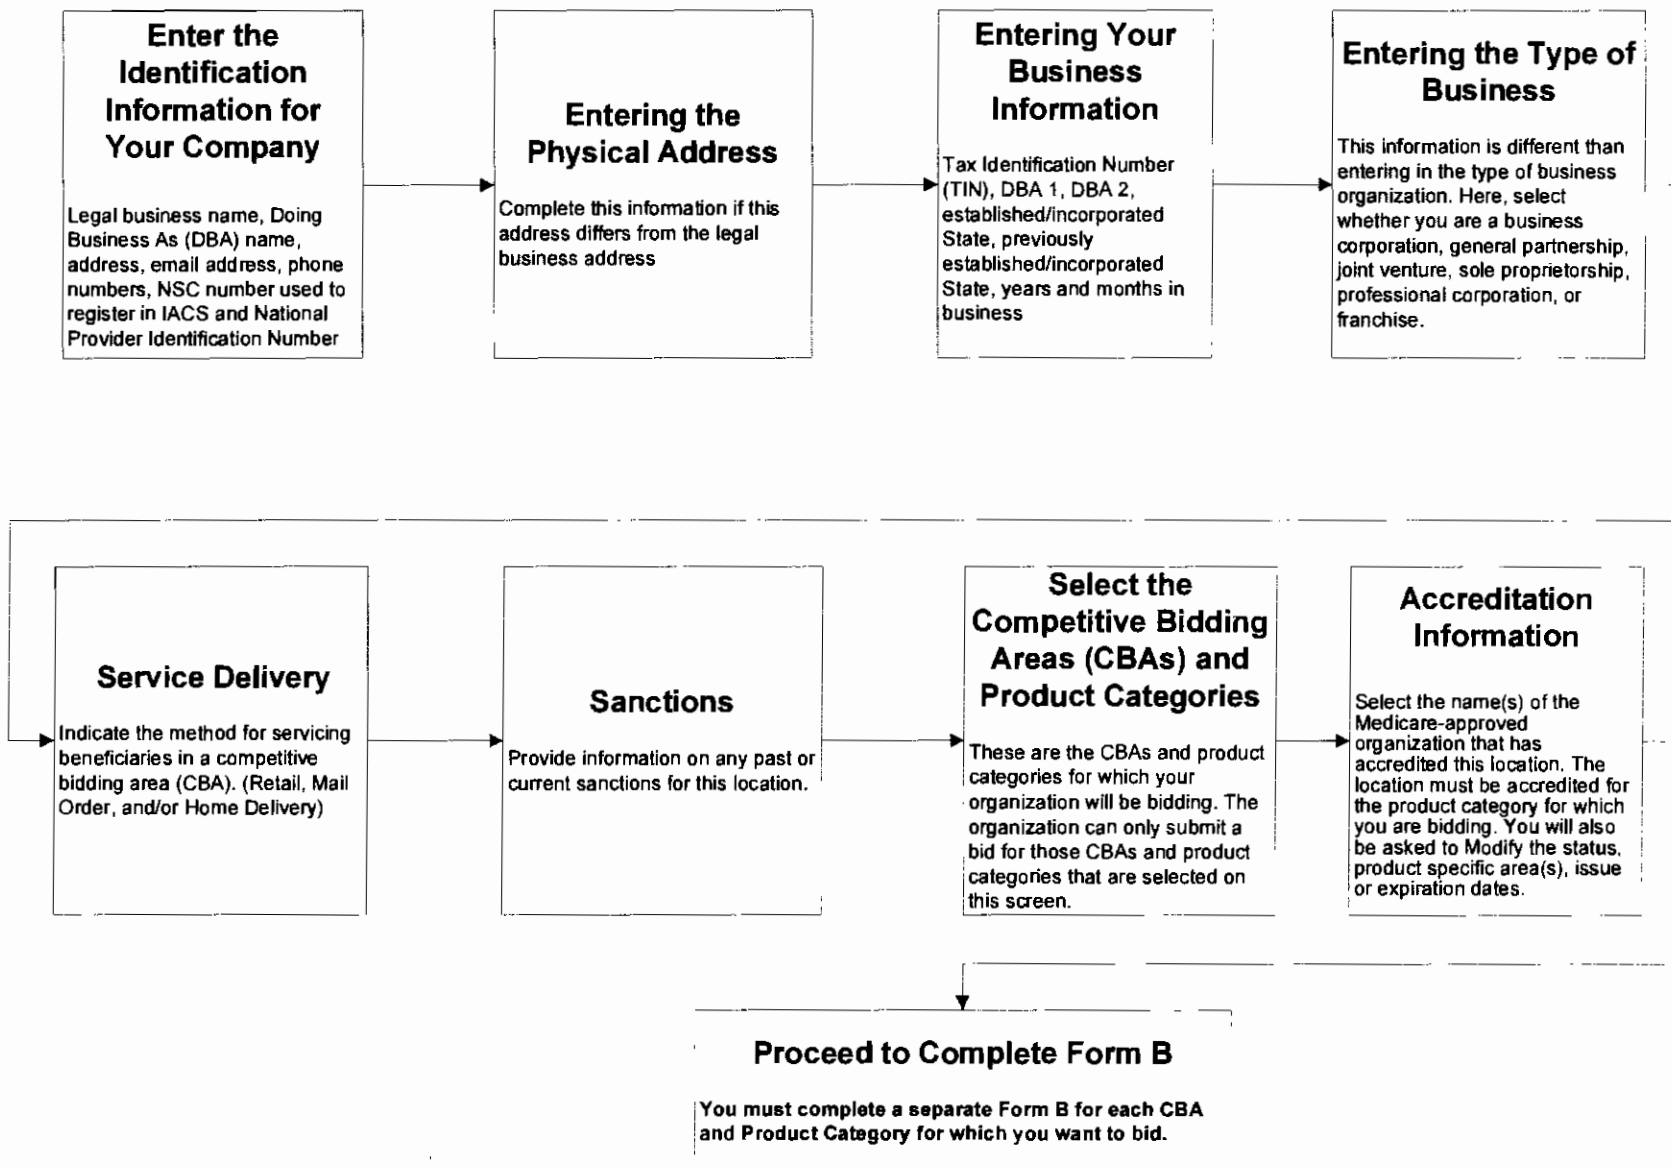 Enter the
Identification
Information for
Your Company
Legal business name, Doing
Business As (DBA) name,
address, email address, phone
numbers, NSC number used to
register in IACS and National
Provider Identification Number
Entering the
Physical Address
Complete this information if this
address differs from the legal
business address
Entering Your
Business
Information
Tax Identification Number
(TIN), DBA 1, DBA 2,
established/incorporated
State, previously
established/incorporated
State, years and months in
business
Entering the Type of
Business
This information is different than
entering in the type of business
organization. Here, select
whether you are a business
corporation, general partnership,
joint venture, sole proprietorship,
professional corporation, or
franchise.
Service Delivery
Indicate the method for servicing
beneficiaries in a competitive
bidding area (CBA). (Retail, Mail
Order, and/or Home Delivery)
Sanctions
Provide information on any past or
current sanctions for this location.
Select the
Competitive Bidding
Areas (CBAs) and
Product Categories
These are the CBAs and product
categories for which your
organization will be bidding. The
organization can only submit a
bid for those CBAs and product
categories that are selected on
this screen.
Accreditation
Information
Select the name(s) of the
Medicare-approved
organization that has
accredited this location. The
location must be accredited for
the product category for which
you are bidding. You will also
be asked to Modify the status,
product specific area(s), issue
or expiration dates.
Proceed to Complete Form B
You must complete a separate Form B for each CBA
and Product Category for which you want to bid.